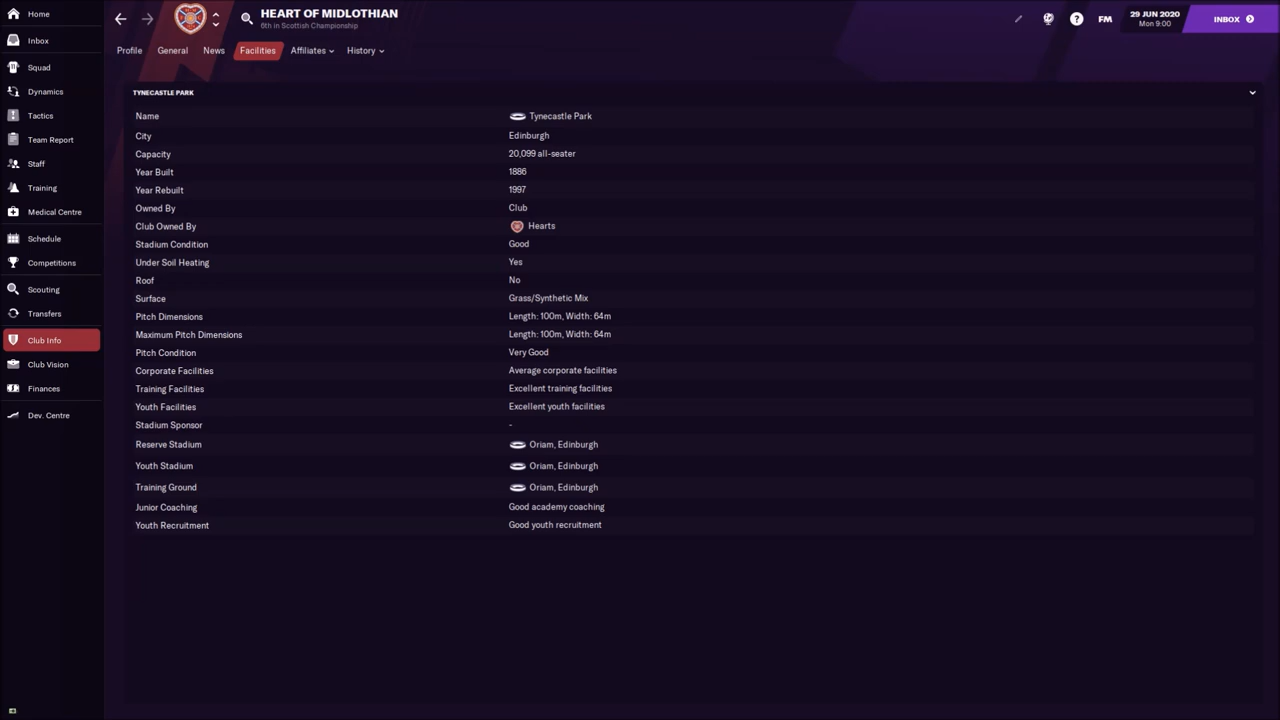 HEART OF MIDLOTHIAN
6th in Scottish Championship
FM
29 JUN 2020
Mon 9:00
INBOX
Profile General News Facilities Affiliates History
Home
Inbox
Squad
Dynamics
Tactics
Team Report
Staff
Training
Medical Centre
Schedule
Competitions
Scouting
Transfers
Club Info
Club Vision
Finances
Dev. Centre
TYNECASTLE PARK
Name Tynecastle Park
City Edinburgh
Capacity 20,099 all-seater
Year Built 1886
Year Rebuilt 1997
Owned By Club
Club Owned By Hearts
Stadium Condition Good
Under Soil Heating Yes
Roof No
Surface Grass/Synthetic Mix
Pitch Dimensions Length: 100m, Width: 64m
Maximum Pitch Dimensions Length: 100m, Width: 64m
Pitch Condition Very Good
Corporate Facilities Average corporate facilities
Training Facilities Excellent training facilities
Youth Facilities Excellent youth facilities
Stadium Sponsor -
Reserve Stadium Oriam, Edinburgh
Youth Stadium Oriam, Edinburgh
Training Ground Oriam, Edinburgh
Junior Coaching Good academy coaching
Youth Recruitment Good youth recruitment